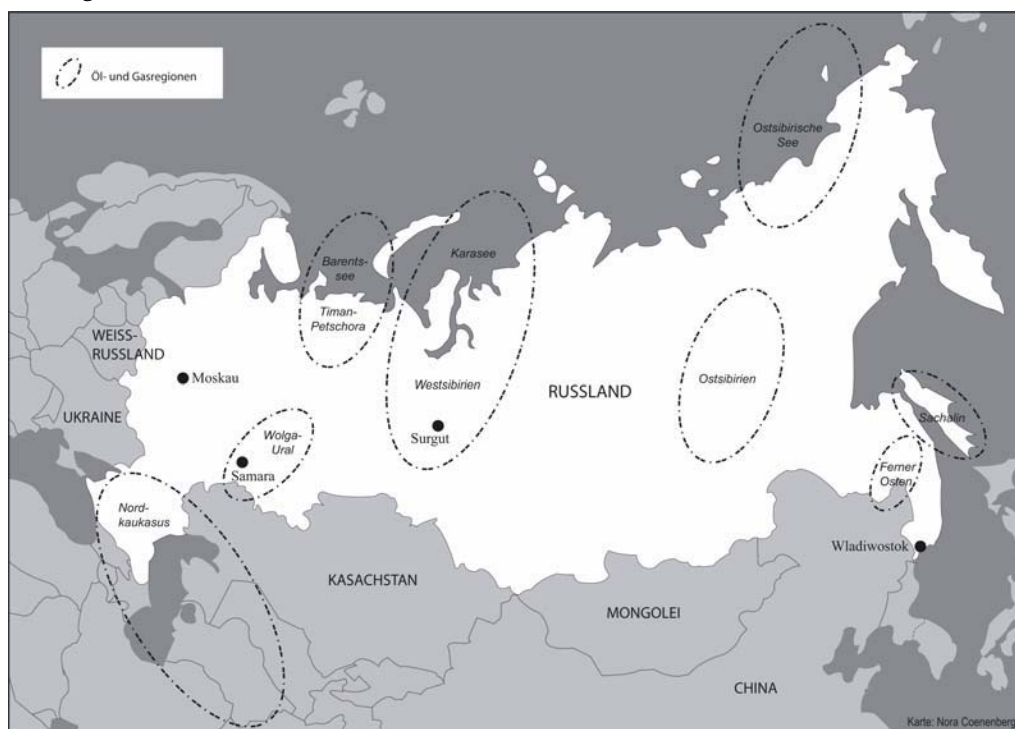 Öl- und Gasregionen
Ostsibirische
See
Barents-
see
Karasee
Timan-
Petschora
WEISS-
RUSSLAND
Moskau
Westsibirien
RUSSLAND
Ostsibirien
UKRAINE
Surgut
Sachalin
Wolga-
Ural
Samara
Ferner
Osten
Nord-
kaukasus
Wladiwostok
KASACHSTAN
MONGOLEI
CHINA
Karte: Nora Coenenberg